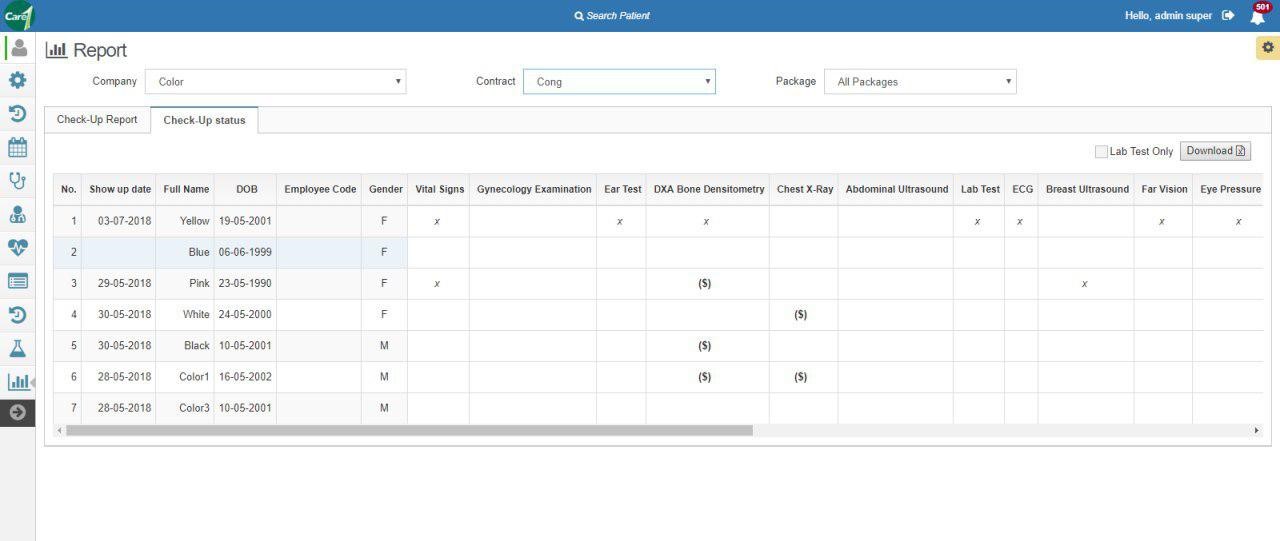 Care1
Search Patient
Hello, admin super
501
Report
Company Color Contract Cong Package All Packages
Check-Up Report Check-Up status
Lab Test Only Download
No. Show up date Full Name DOB Employee Code Gender Vital Signs Gynecology Examination Ear Test DXA Bone Densitometry Chest X-Ray Abdominal Ultrasound Lab Test ECG Breast Ultrasound Far Vision Eye Pressure
1 03-07-2018 Yellow 19-05-2001 F x x x x x x x
2 Blue 06-06-1999 F
3 29-05-2018 Pink 23-05-1990 F x ($) x
4 30-05-2018 White 24-05-2000 F ($)
5 30-05-2018 Black 10-05-2001 M ($)
6 28-05-2018 Color1 16-05-2002 M ($) ($)
7 28-05-2018 Color3 10-05-2001 M